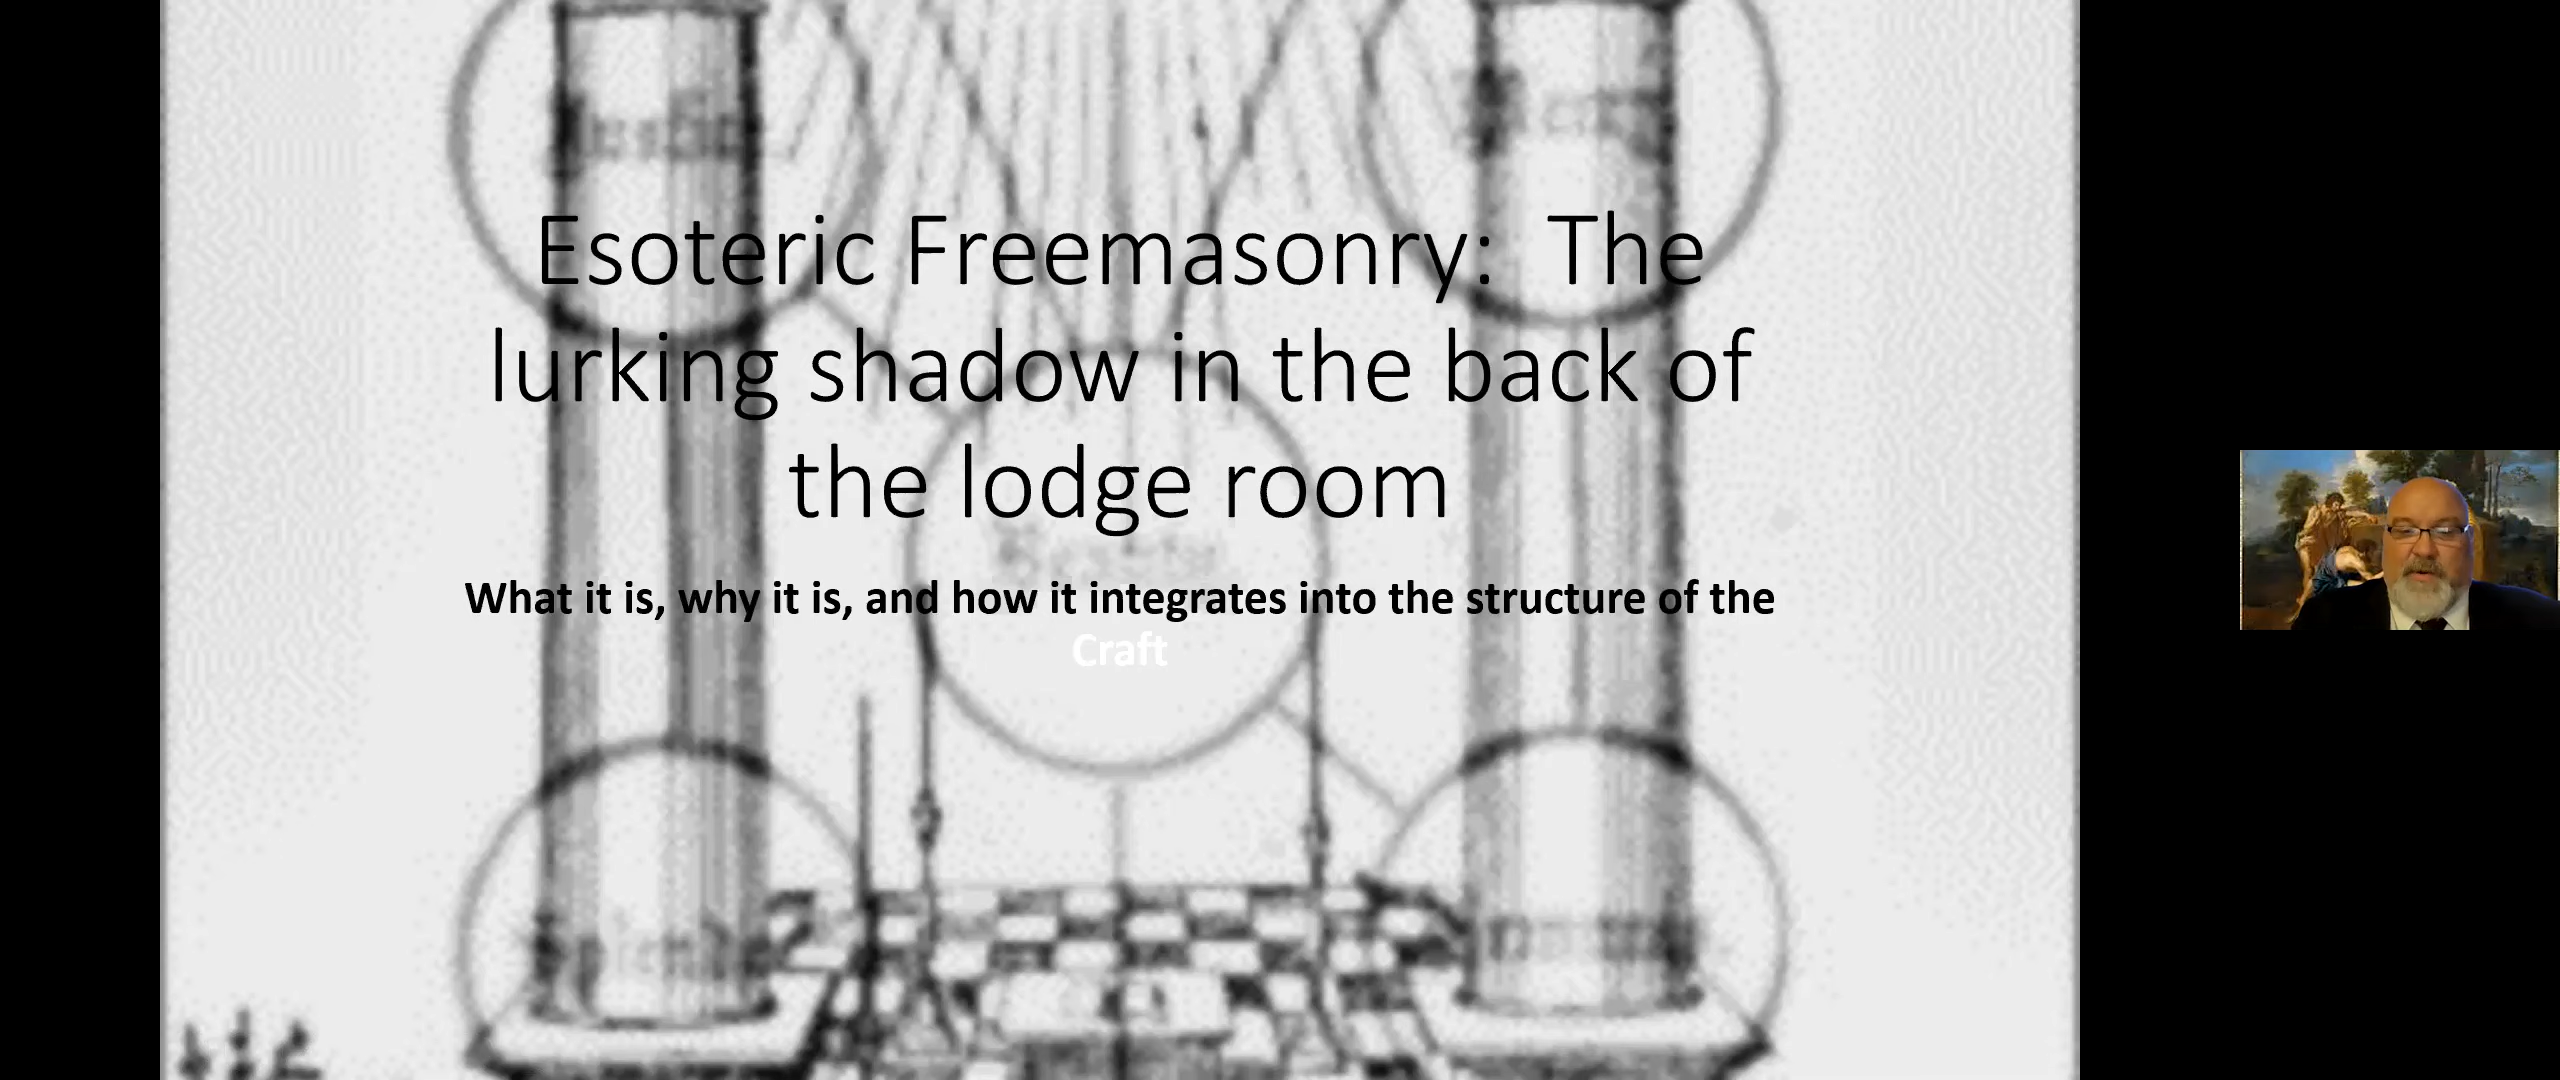 Esoteric Freemasonry:  The
lurking shadow in the back of
the lodge room
What it is, why it is, and how it integrates into the structure of the
Craft